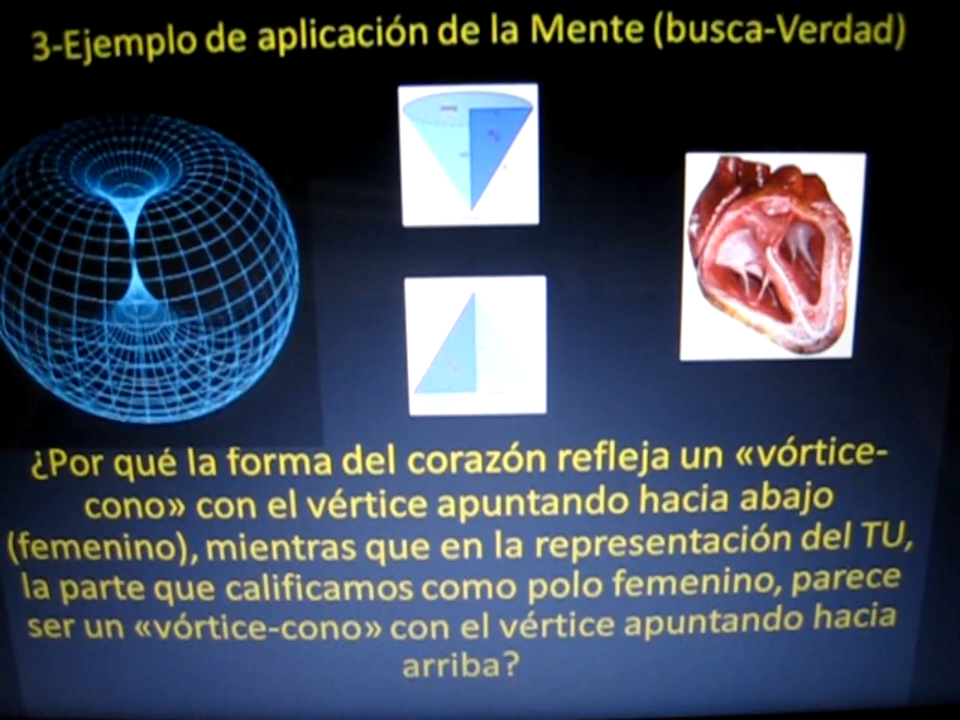 3-Ejemplo de aplicación de la Mente (busca-Verdad)
¿Por qué la forma del corazón refleja un «vórtice-
cono» con el vértice apuntando hacia abajo
(femenino), mientras que en la representación del TU,
la parte que calificamos como polo femenino, parece
ser un «vórtice-cono» con el vértice apuntando hacia
arriba?